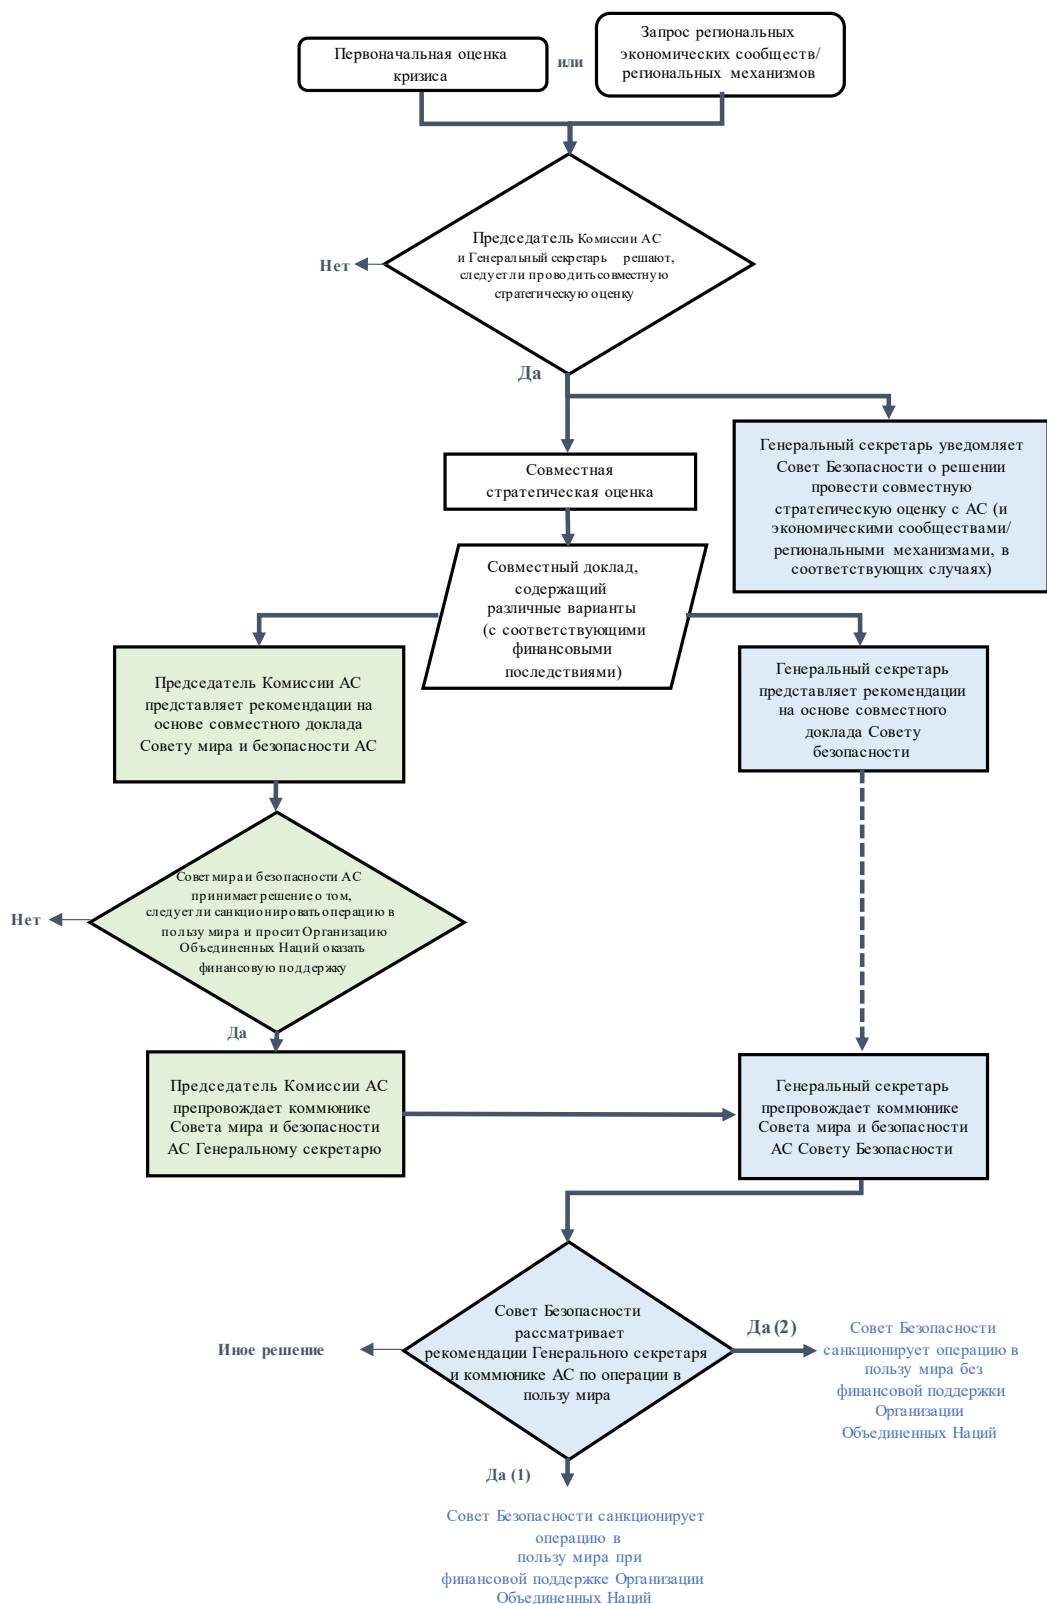 Первоначальная оценка
кризиса
или
Запрос региональных
экономических сообществ/
региональных механизмов
Председатель Комиссии АС
и Генеральный секретарь решают,
следует ли проводить совместную
стратегическую оценку
Нет
Да
Совместная
стратегическая оценка
Генеральный секретарь уведомляет
Совет Безопасности о решении
провести совместную
стратегическую оценку с АС (и
экономическими сообществами/
региональными механизмами, в
соответствующих случаях)
Совместный доклад,
содержащий
различные варианты
(с соответствующими
финансовыми
последствиями)
Председатель Комиссии АС
представляет рекомендации на
основе совместного доклада
Совету мира и безопасности АС
Генеральный секретарь
представляет рекомендации
на основе совместного
доклада Совету
безопасности
Совет мира и безопасности АС
принимает решение о том,
следует ли санкционировать операцию в
пользу мира и просит Организацию
Объединенных Наций оказать
финансовую поддержку
Нет
Да
Председатель Комиссии АС
препровождает коммюнике
Совета мира и безопасности
АС Генеральному секретарю
Генеральный секретарь
препровождает коммюнике
Совета мира и безопасности
АС Совету Безопасности
Совет Безопасности
рассматривает
рекомендации Генерального секретаря
и коммюнике АС по операции в
пользу мира
Иное решение
Да (2)
Совет Безопасности
санкционирует операцию в
пользу мира без
финансовой поддержки
Организации
Объединенных Наций
Да (1)
Совет Безопасности санкционирует
операцию в
пользу мира при
финансовой поддержке Организации
Объединенных Наций